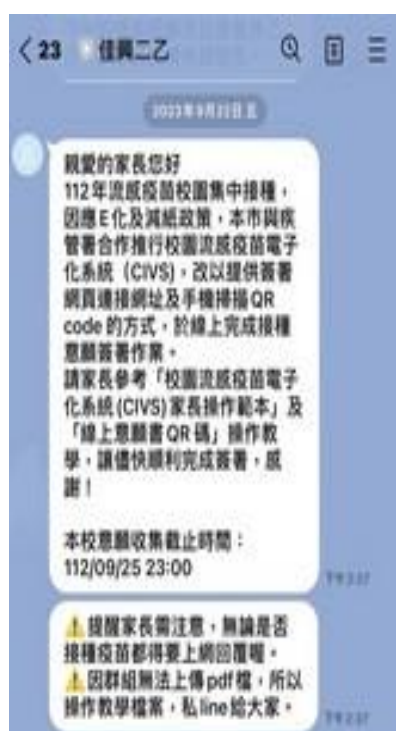 23 佳興二乙
親愛的家長您好
112年流感疫苗校園集中接種，
因應E化及減紙政策，本市與疾
管署合作推行校園流感疫苗電子
化系統（CIVS)，改以提供簽署
網頁連接網址及手機掃描QR
code的方式，於線上完成接種
意願簽署作業。
請家長參考「校園流感疫苗電子
化系統(CIVS)家長操作範本」及
「線上意願書QR碼」操作教
學，讓儘快順利完成簽署，感
謝！
本校意願收集截止時間：
112/09/25 23:00
⚠️提醒家長需注意，無論是否
接種疫苗都得要上網回覆喔。
⚠️因群組無法上傳pdf檔，所以
操作教學檔案，私line給大家。